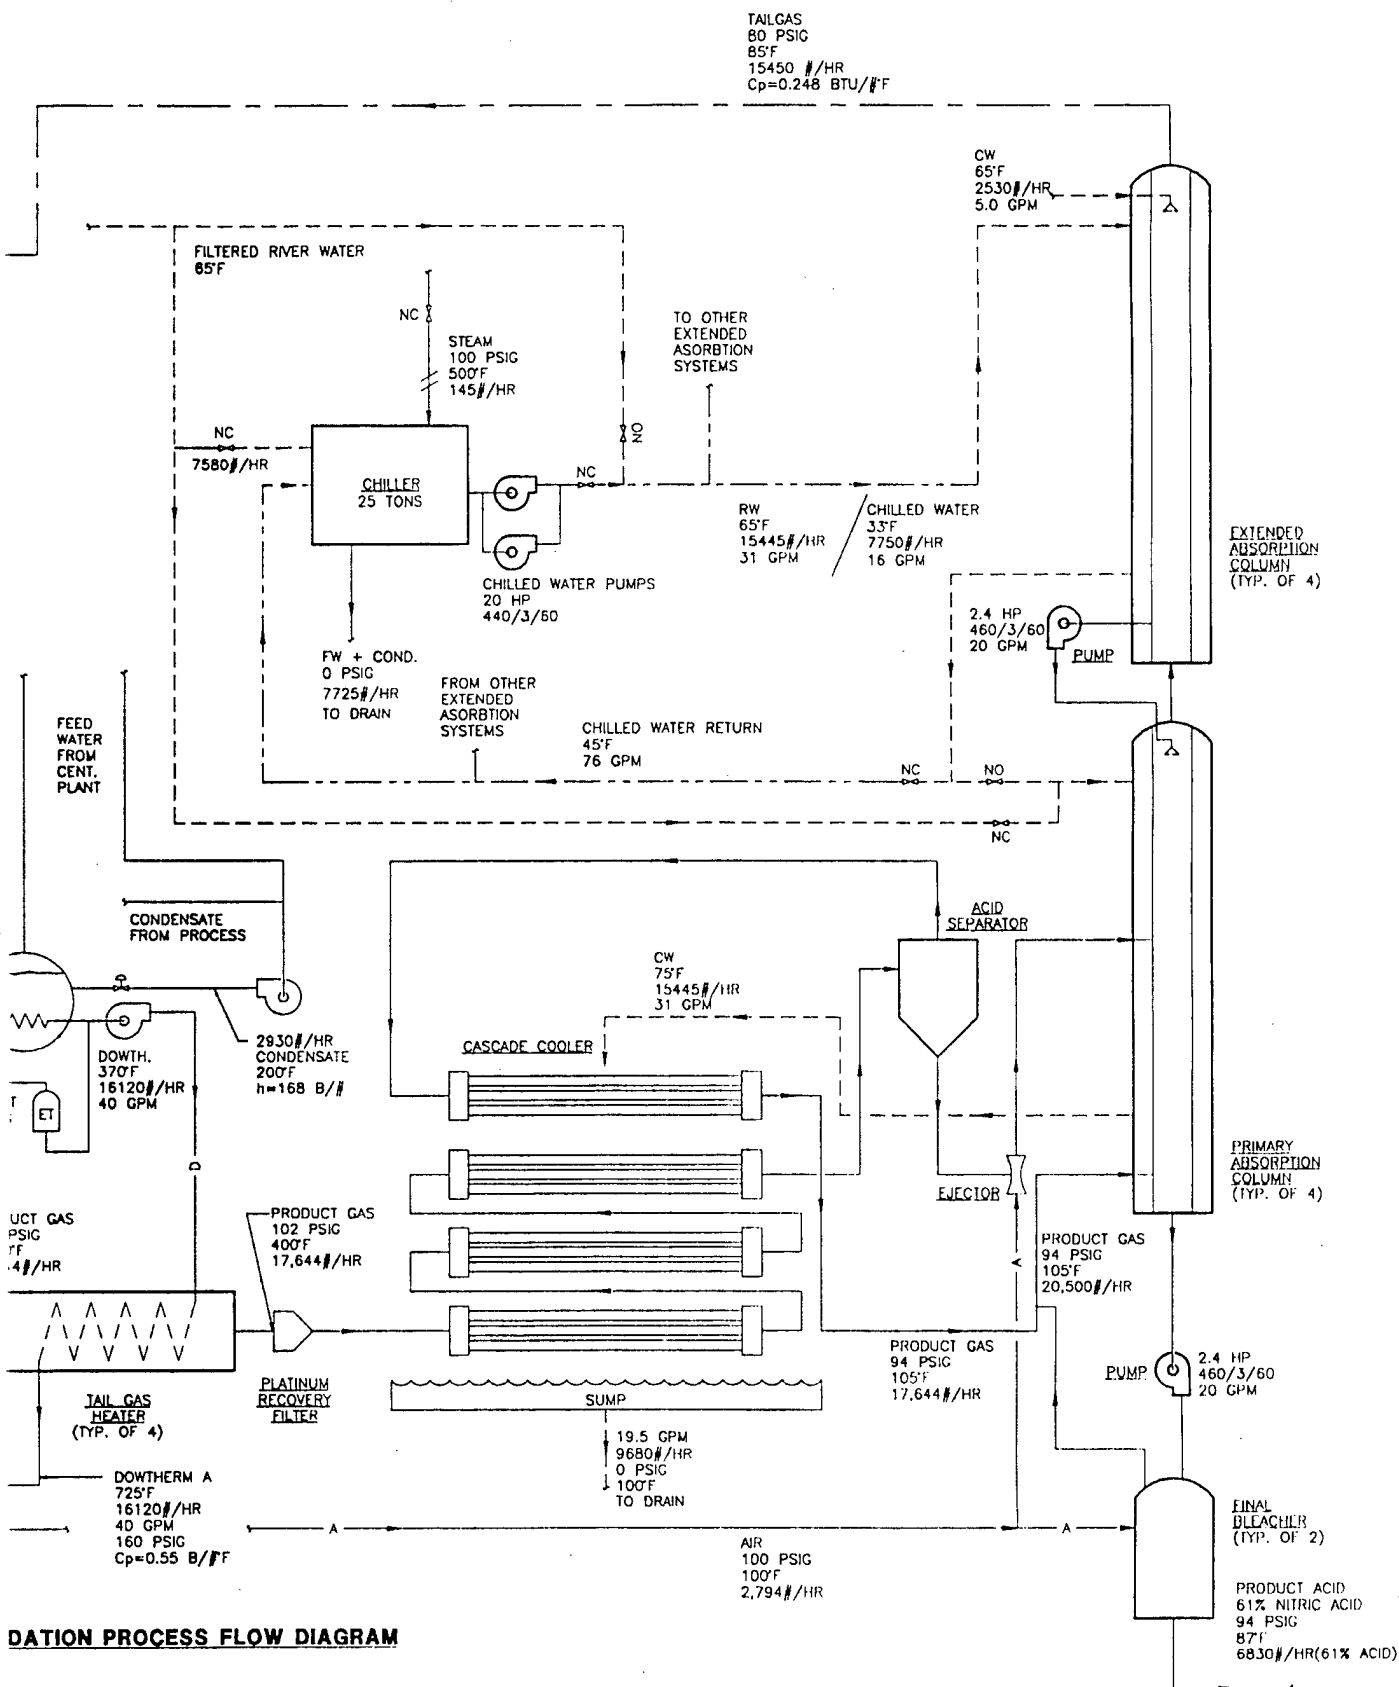 TAILGAS
80 PSIG
85°F
15450 #/HR
Cp=0.248 BTU/#°F
CW
65°F
2530#/HR
5.0 GPM
FILTERED RIVER WATER
65°F
NC
STEAM
100 PSIG
500°F
145#/HR
TO OTHER
EXTENDED
ASORBTION
SYSTEMS
NC
7580#/HR
NO
CHILLER
25 TONS
NC
RW
65°F
15445#/HR
31 GPM
CHILLED WATER
33°F
7750#/HR
16 GPM
EXTENDED
ABSORPTION
COLUMN
(TYP. OF 4)
CHILLED WATER PUMPS
20 HP
440/3/60
2.4 HP
460/3/60
20 GPM
PUMP
FW + COND.
0 PSIG
7725#/HR
TO DRAIN
FROM OTHER
EXTENDED
ASORBTION
SYSTEMS
CHILLED WATER RETURN
45°F
76 GPM
NC
NO
NC
FEED
WATER
FROM
CENT.
PLANT
CONDENSATE
FROM PROCESS
ACID
SEPARATOR
CW
75°F
15445#/HR
31 GPM
CASCADE COOLER
2930#/HR
CONDENSATE
200°F
h=168 B/#
DOWTH.
370°F
16120#/HR
40 GPM
T
ET
D
EJECTOR
PRIMARY
ABSORPTION
COLUMN
(TYP. OF 4)
UCT GAS
PSIG
°F
4#/HR
PRODUCT GAS
102 PSIG
400°F
17,644#/HR
A
PRODUCT GAS
94 PSIG
105°F
20,500#/HR
PRODUCT GAS
94 PSIG
105°F
17,644#/HR
PUMP
2.4 HP
460/3/60
20 GPM
TAIL GAS
HEATER
(TYP. OF 4)
PLATINUM
RECOVERY
FILTER
SUMP
19.5 GPM
9680#/HR
0 PSIG
100°F
TO DRAIN
DOWTHERM A
725°F
16120#/HR
40 GPM
160 PSIG
Cp=0.55 B/#°F
A
AIR
100 PSIG
100°F
2,794#/HR
A
FINAL
BLEACHER
(TYP. OF 2)
PRODUCT ACID
61% NITRIC ACID
94 PSIG
87°F
6830#/HR(61% ACID)
DATION PROCESS FLOW DIAGRAM